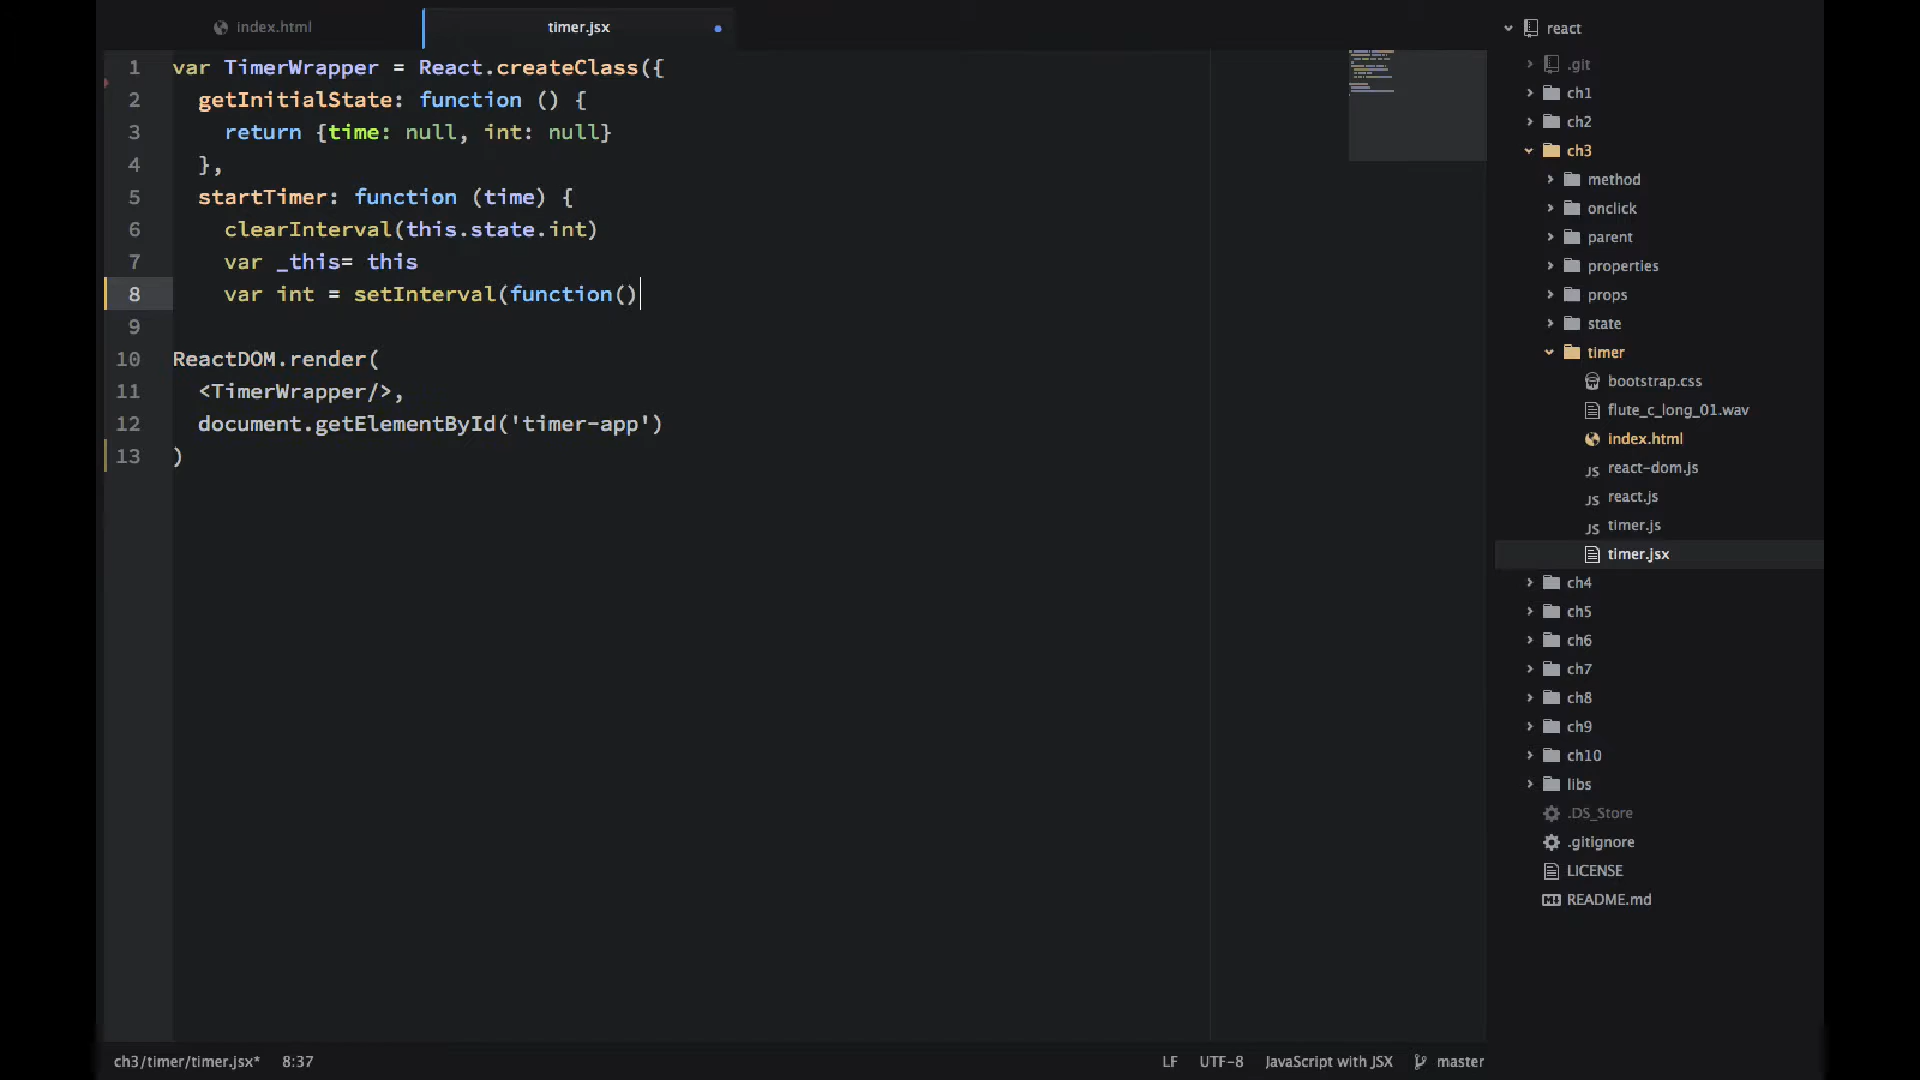 index.html
timer.jsx
1 var TimerWrapper = React.createClass({
2 getInitialState: function () {
3 return {time: null, int: null}
4 },
5 startTimer: function (time) {
6 clearInterval(this.state.int)
7 var _this= this
8 var int = setInterval(function()
9
10 ReactDOM.render(
11 <TimerWrapper/>,
12 document.getElementById('timer-app')
13 )
react
.git
ch1
ch2
ch3
method
onclick
parent
properties
props
state
timer
bootstrap.css
flute_c_long_01.wav
index.html
JS react-dom.js
JS react.js
JS timer.js
timer.jsx
ch4
ch5
ch6
ch7
ch8
ch9
ch10
libs
.DS_Store
.gitignore
LICENSE
README.md
ch3/timer/timer.jsx* 8:37 LF UTF-8 JavaScript with JSX master